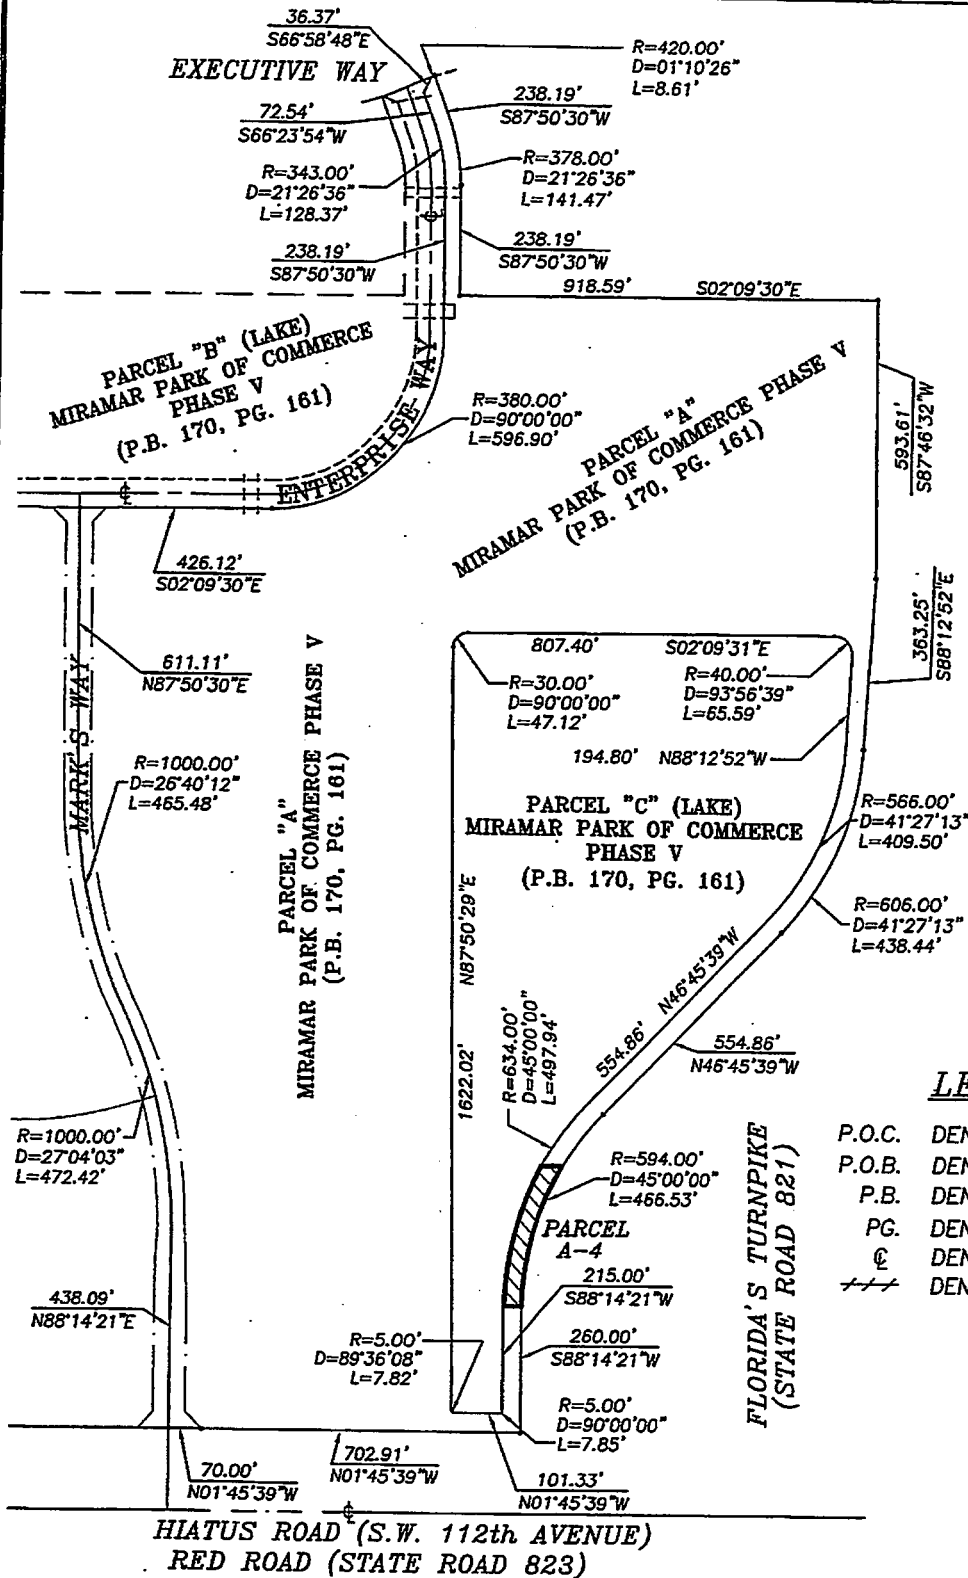 36.37'
S66°58'48"E
EXECUTIVE WAY
R=420.00'
D=01°10'26"
L=8.61'
72.54'
S66°23'54"W
238.19'
S87°50'30"W
R=343.00'
D=21°26'36"
L=128.37'
R=378.00'
D=21°26'36"
L=141.47'
238.19'
S87°50'30"W
238.19'
S87°50'30"W
918.59' S02°09'30"E
PARCEL "B" (LAKE)
MIRAMAR PARK OF COMMERCE
PHASE V
(P.B. 170, PG. 161)
ENTERPRISE WAY
R=380.00'
D=90°00'00"
L=596.90'
PARCEL "A"
MIRAMAR PARK OF COMMERCE PHASE V
(P.B. 170, PG. 161)
593.61'
S87°46'32"W
℄
426.12'
S02°09'30"E
363.25'
S88°12'52"E
611.11'
N87°50'30"E
MARK'S WAY
807.40' S02°09'31"E
R=30.00'
D=90°00'00"
L=47.12'
R=40.00'
D=93°56'39"
L=65.59'
194.80' N88°12'52"W
R=1000.00'
D=26°40'12"
L=465.48'
PARCEL "A"
MIRAMAR PARK OF COMMERCE PHASE V
(P.B. 170, PG. 161)
PARCEL "C" (LAKE)
MIRAMAR PARK OF COMMERCE
PHASE V
(P.B. 170, PG. 161)
R=566.00'
D=41°27'13"
L=409.50'
R=606.00'
D=41°27'13"
L=438.44'
1622.02' N87°50'29"E
554.86' N46°45'39"W
554.86'
N46°45'39"W
R=634.00'
D=45°00'00"
L=497.94'
R=1000.00'
D=27°04'03"
L=472.42'
R=594.00'
D=45°00'00"
L=466.53'
PARCEL
A-4
215.00'
S88°14'21"W
260.00'
S88°14'21"W
438.09'
N88°14'21"E
R=5.00'
D=89°36'08"
L=7.82'
R=5.00'
D=90°00'00"
L=7.85'
70.00'
N01°45'39"W
702.91'
N01°45'39"W
101.33'
N01°45'39"W
FLORIDA'S TURNPIKE
(STATE ROAD 821)
LE
P.O.C. DEN
P.O.B. DEN
P.B. DEN
PG. DEN
℄ DEN
DEN
℄
HIATUS ROAD (S.W. 112th AVENUE)
RED ROAD (STATE ROAD 823)